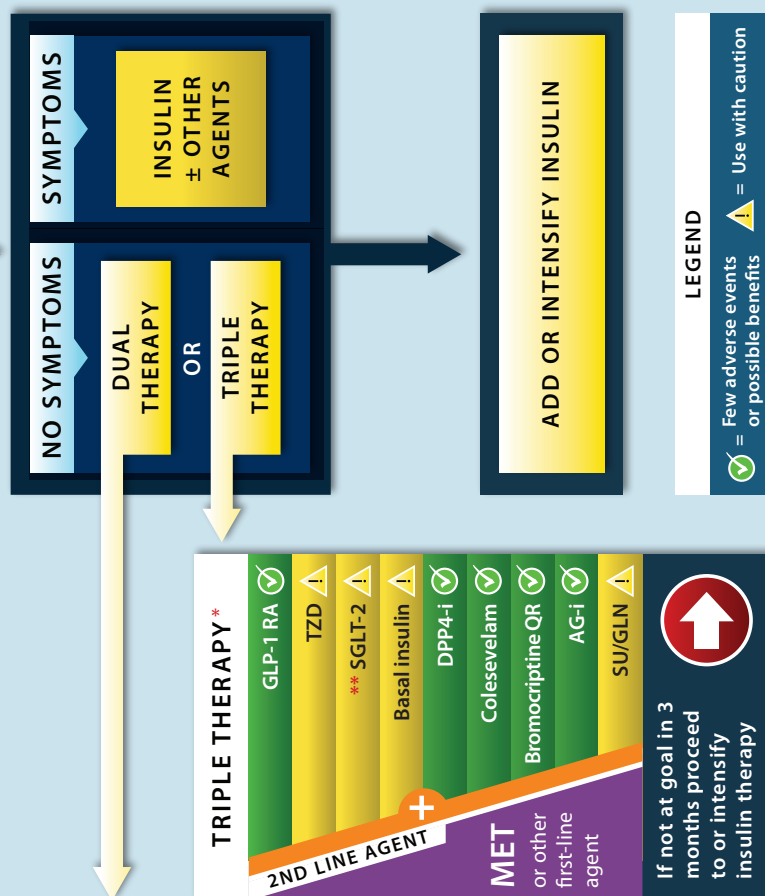 NO SYMPTOMS
DUAL
THERAPY
OR
TRIPLE
THERAPY
SYMPTOMS
INSULIN
± OTHER
AGENTS
ADD OR INTENSIFY INSULIN
TRIPLE THERAPY*
GLP-1 RA
TZD
** SGLT-2
Basal insulin
DPP4-i
Colesevelam
Bromocriptine QR
AG-i
SU/GLN
+
2ND LINE AGENT
MET
or other
first-line
agent
If not at goal in 3
months proceed
to or intensify
insulin therapy
LEGEND
= Few adverse events
or possible benefits
! = Use with caution